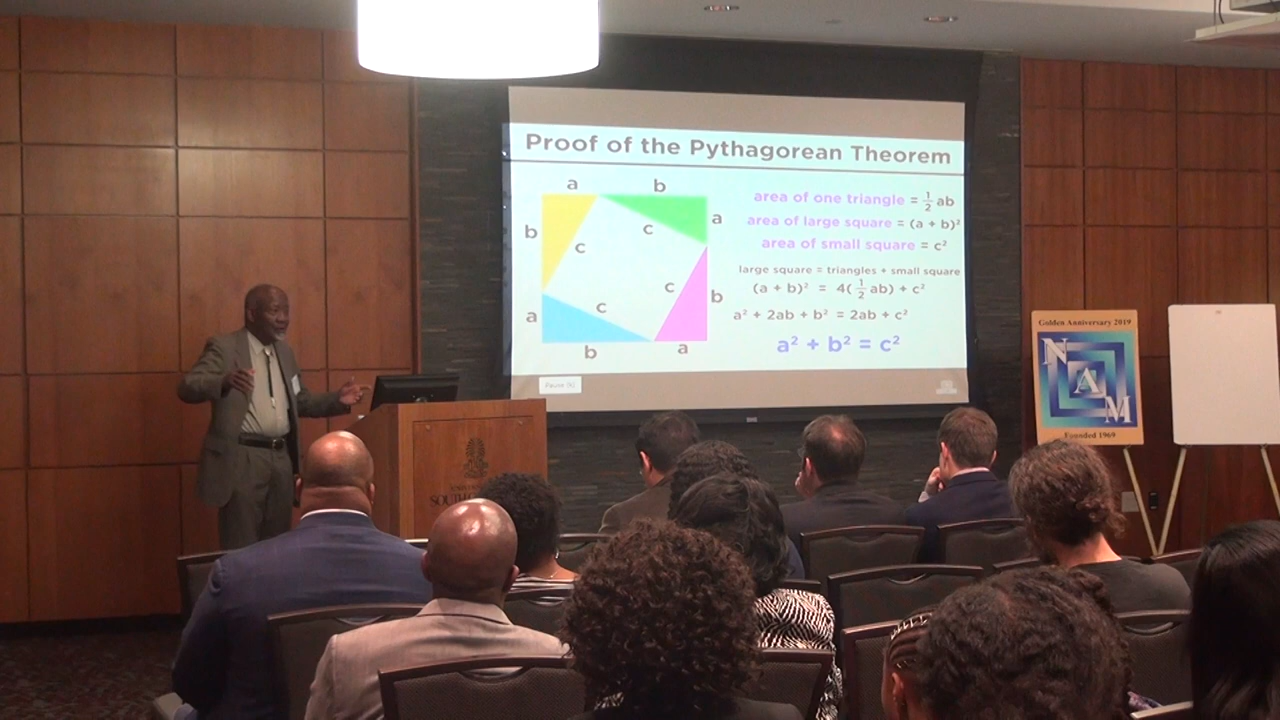 Proof of the Pythagorean Theorem
a b
b c c a
a c c b
b a
area of one triangle = 1/2 ab
area of large square = (a + b)²
area of small square = c²
large square = triangles + small square
(a + b)² = 4(1/2 ab) + c²
a² + 2ab + b² = 2ab + c²
a² + b² = c²
Pause (k)
Golden Anniversary 2019
N
A
M
Founded 1969
SOUTH